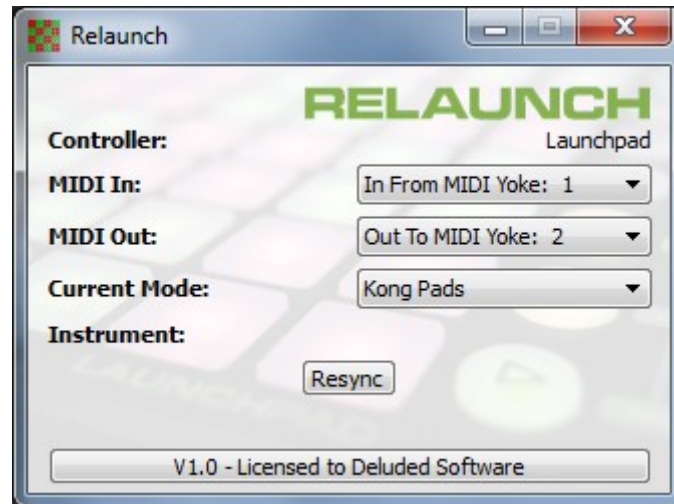 Relaunch
RELAUNCH
Controller: Launchpad
MIDI In: In From MIDI Yoke: 1
MIDI Out: Out To MIDI Yoke: 2
Current Mode: Kong Pads
Instrument:
LAUNCHPAD
Resync
V1.0 - Licensed to Deluded Software